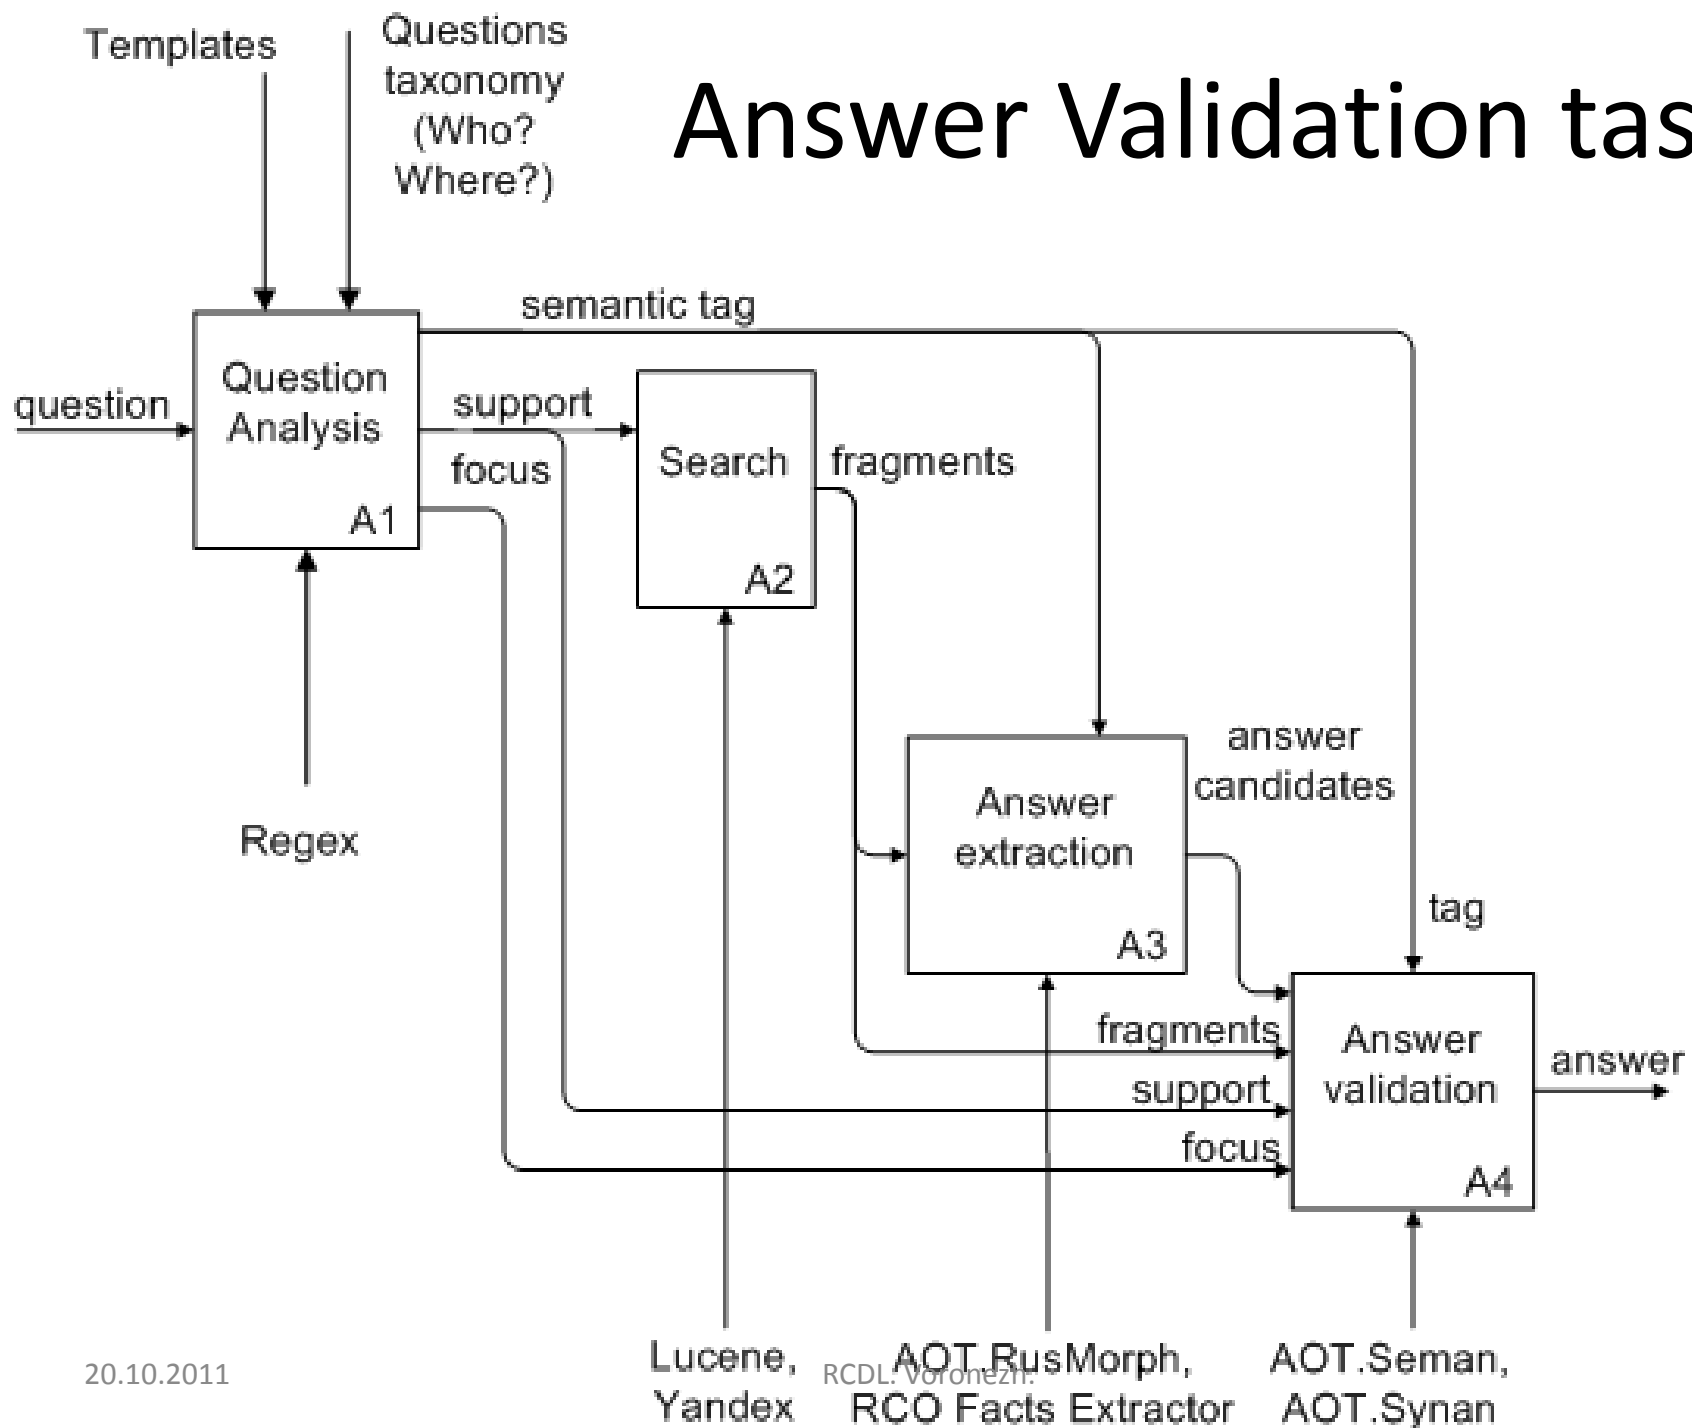 Templates
Questions
taxonomy
(Who?
Where?)
Answer Validation tas
semantic tag
question
Question
Analysis
A1
support
focus
Search
A2
fragments
Regex
Answer
extraction
A3
answer
candidates
tag
fragments
support
focus
Answer
validation
A4
answer
Lucene,
Yandex
AOT.RusMorph,
RCO Facts Extractor
AOT.Seman,
AOT.Synan
20.10.2011
RCDL. Voronezh.